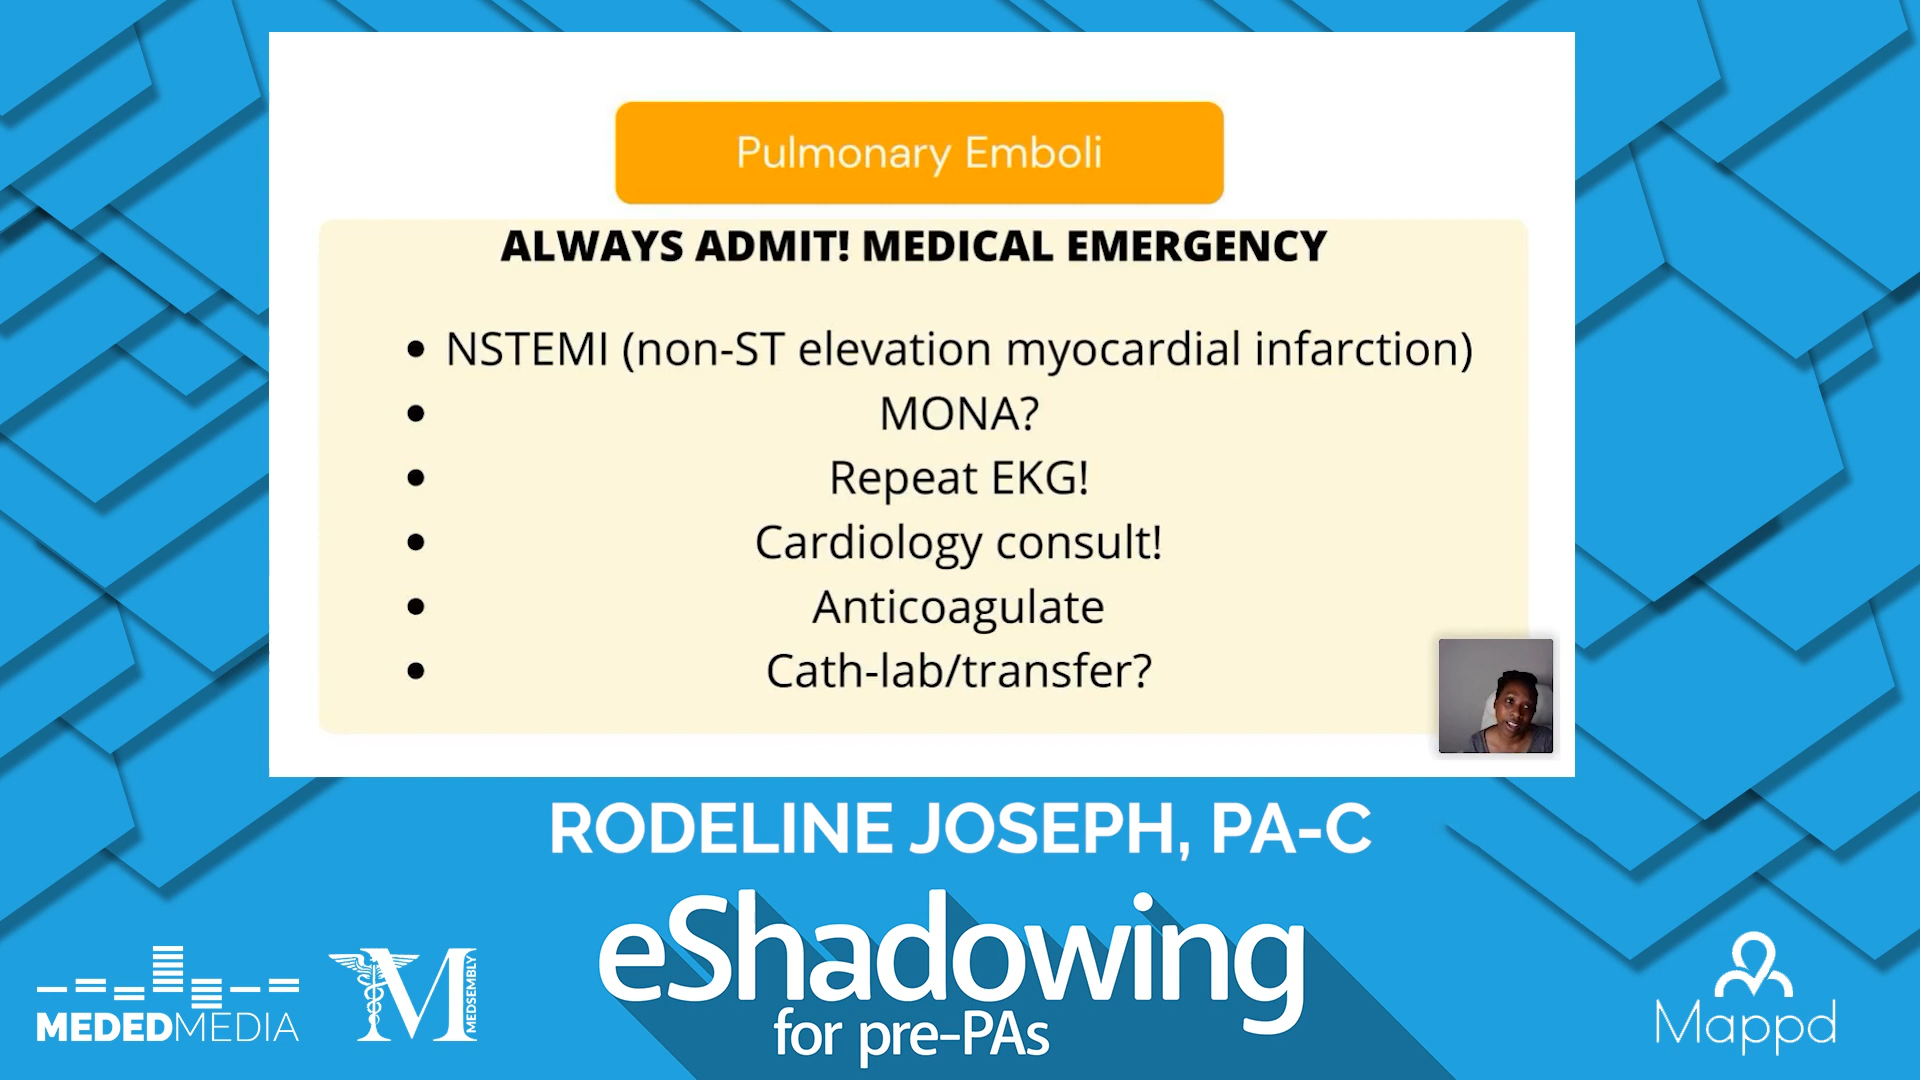 Pulmonary Emboli
ALWAYS ADMIT! MEDICAL EMERGENCY
• NSTEMI (non-ST elevation myocardial infarction)
• MONA?
• Repeat EKG!
• Cardiology consult!
• Anticoagulate
• Cath-lab/transfer?
RODELINE JOSEPH, PA-C
eShadowing
for pre-PAs
MEDEDMEDIA
M MEDSEMBLY
Mappd